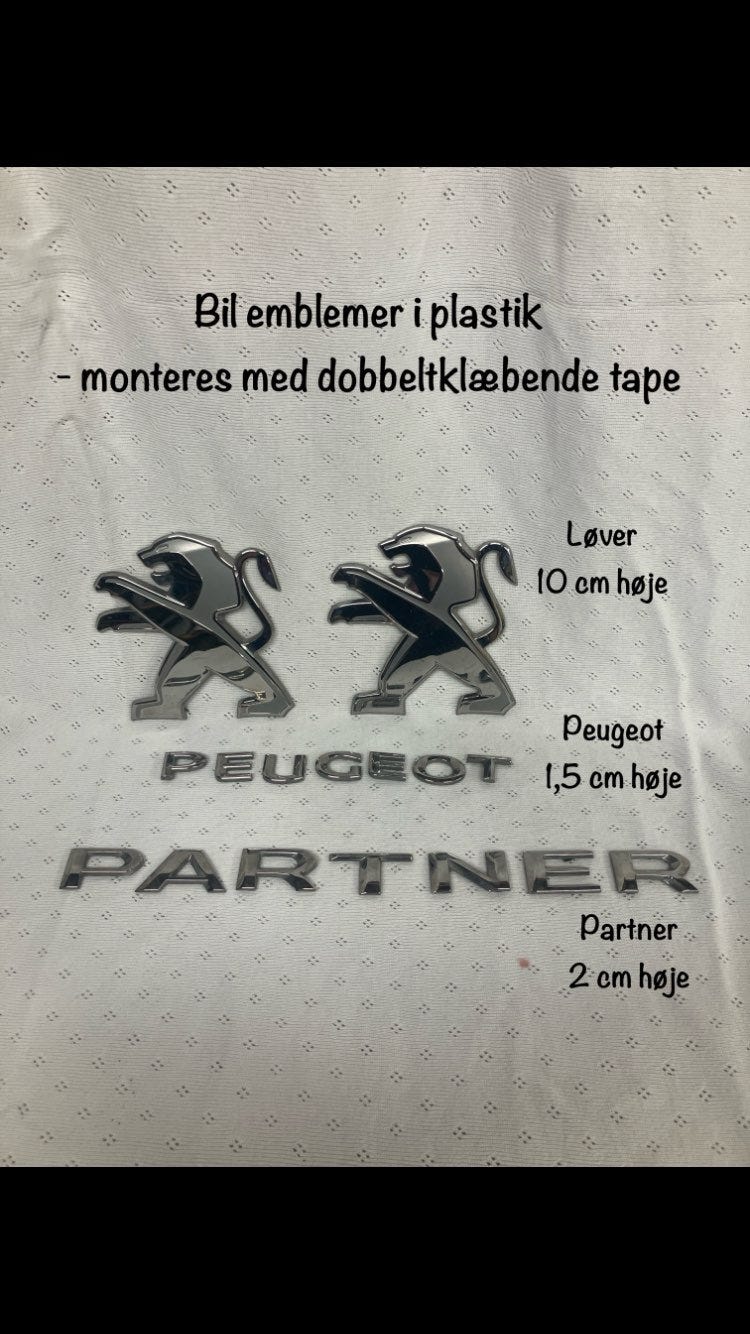 Bil emblemer i plastik
- monteres med dobbeltklæbende tape
Løver
10 cm høje
Peugeot
1,5 cm høje
PEUGEOT
PARTNER
Partner
2 cm høje